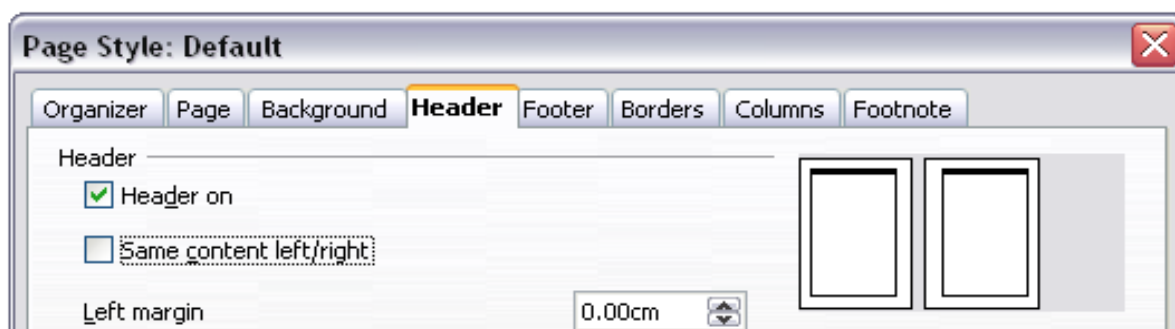 Page Style: Default
Organizer Page Background Header Footer Borders Columns Footnote
Header
Header on
Same content left/right
Left margin 0.00cm